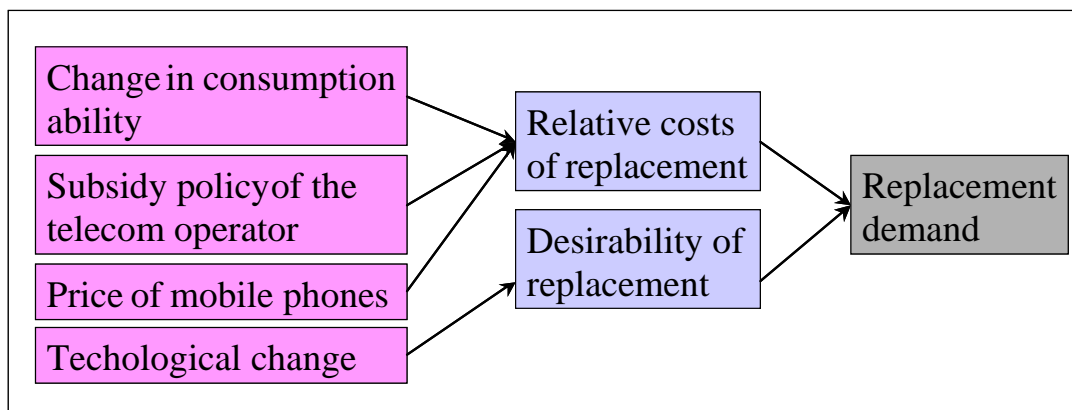 Change in consumption
ability
Subsidy policyof the
telecom operator
Price of mobile phones
Techological change
Relative costs
of replacement
Desirability of
replacement
Replacement
demand